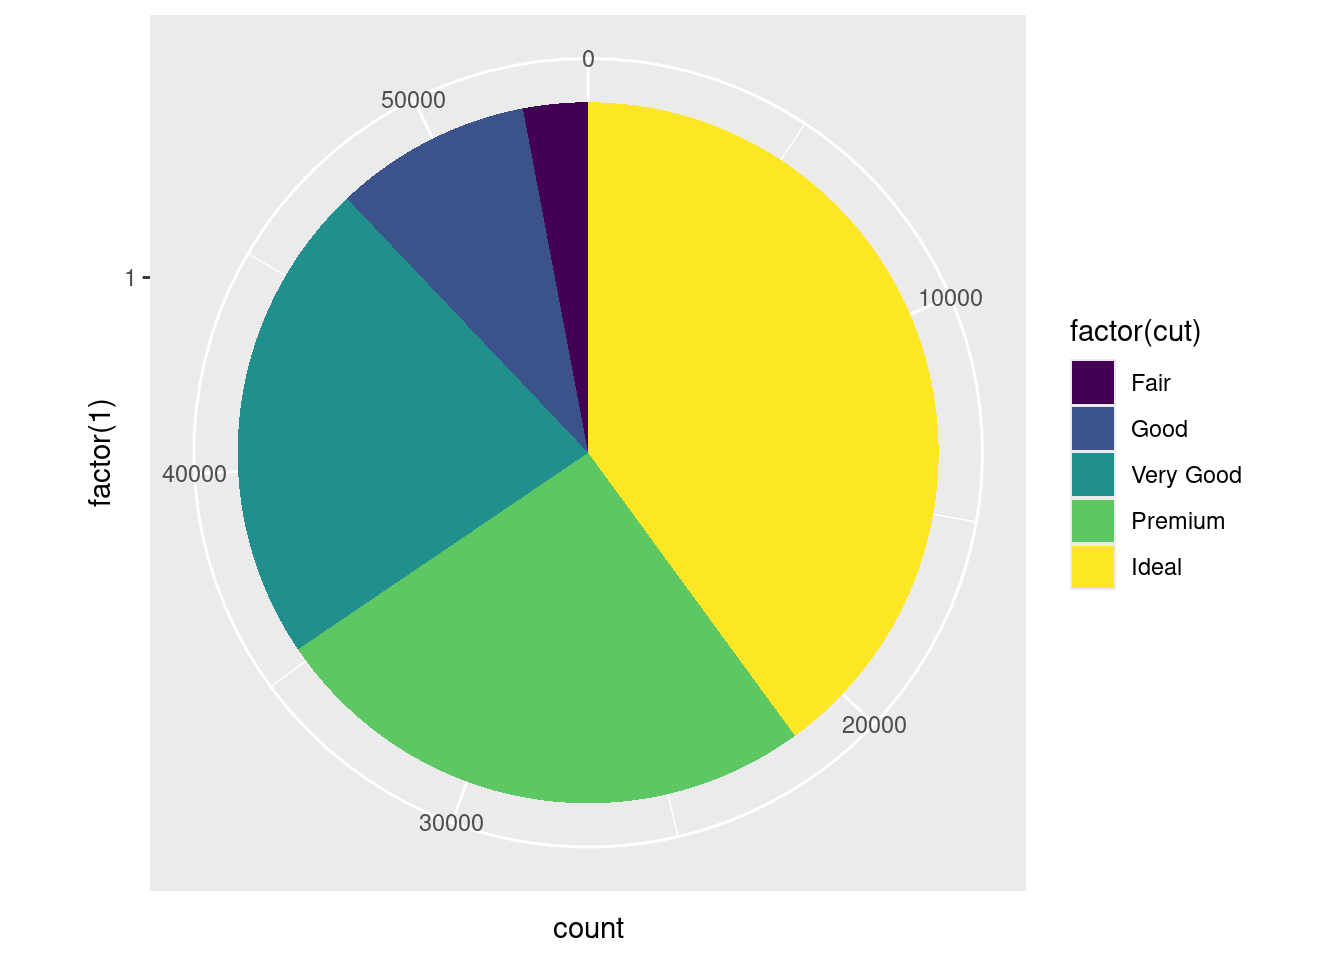 0
50000
10000
1
factor(1)
40000
20000
30000
count
factor(cut)
Fair
Good
Very Good
Premium
Ideal